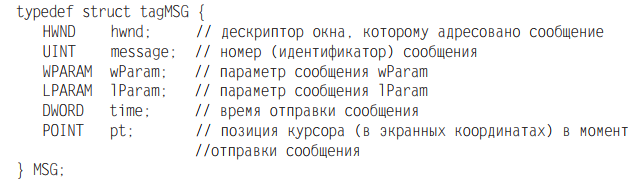 typedef struct tagMSG {
HWND hwnd; // дескриптор окна, которому адресовано сообщение
UINT message; // номер (идентификатор) сообщения
WPARAM wParam; // параметр сообщения wParam
LPARAM lParam; // параметр сообщения lParam
DWORD time; // время отправки сообщения
POINT pt; // позиция курсора (в экранных координатах) в момент
//отправки сообщения
} MSG;